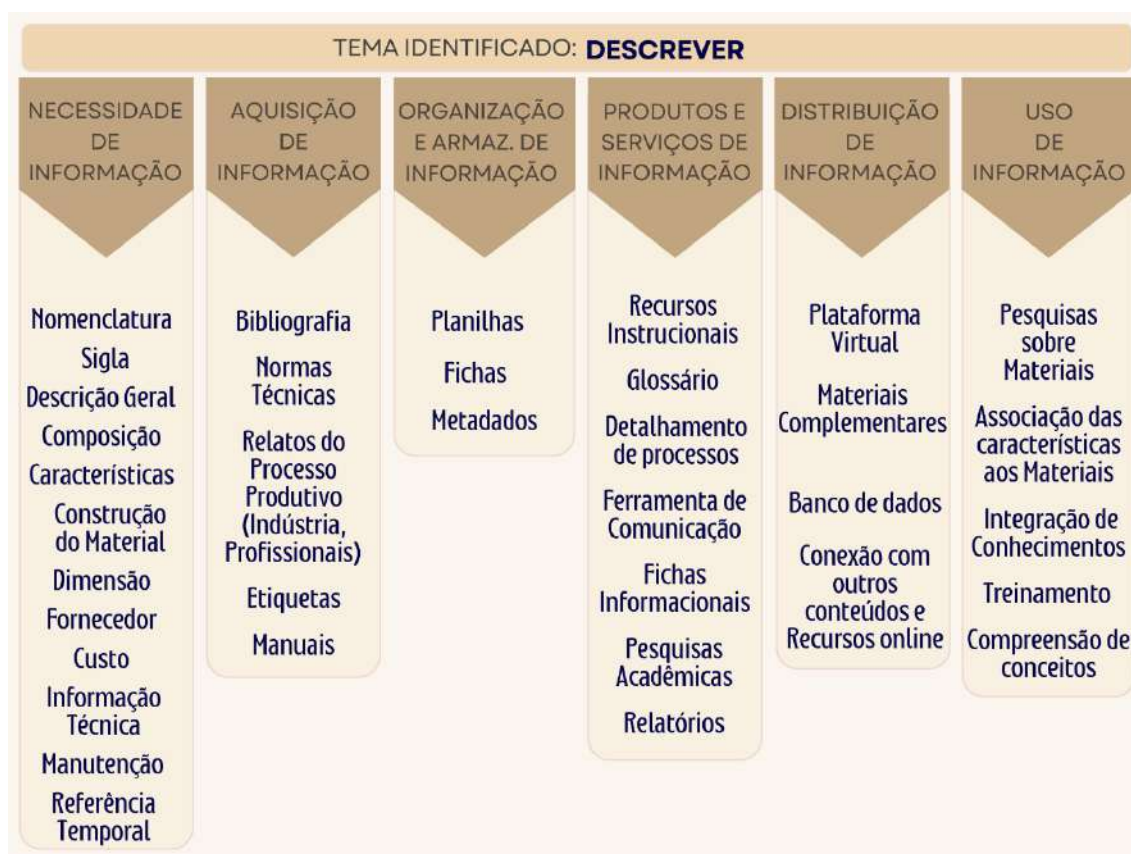 TEMA IDENTIFICADO: DESCREVER
NECESSIDADE
DE
INFORMAÇÃO
Nomenclatura
Sigla
Descrição Geral
Composição
Características
Construção
do Material
Dimensão
Fornecedor
Custo
Informação
Técnica
Manutenção
Referência
Temporal
AQUISIÇÃO
DE
INFORMAÇÃO
Bibliografia
Normas
Técnicas
Relatos do
Processo
Produtivo
(Indústria,
Profissionais)
Etiquetas
Manuais
ORGANIZAÇÃO
E ARMAZ. DE
INFORMAÇÃO
Planilhas
Fichas
Metadados
PRODUTOS E
SERVIÇOS DE
INFORMAÇÃO
Recursos
Instrucionais
Glossário
Detalhamento
de processos
Ferramenta de
Comunicação
Fichas
Informacionais
Pesquisas
Acadêmicas
Relatórios
DISTRIBUIÇÃO
DE
INFORMAÇÃO
Plataforma
Virtual
Materiais
Complementares
Banco de dados
Conexão com
outros
conteúdos e
Recursos online
USO
DE
INFORMAÇÃO
Pesquisas
sobre
Materiais
Associação das
características
aos Materiais
Integração de
Conhecimentos
Treinamento
Compreensão de
conceitos